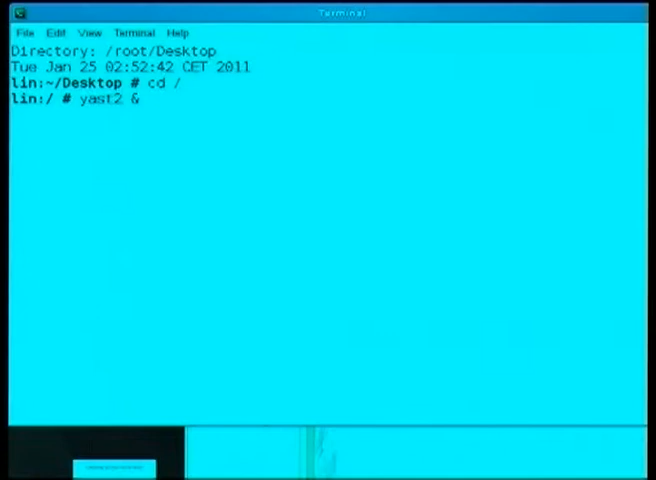 Terminal
File Edit View Terminal Help
Directory: /root/Desktop
Tue Jan 25 02:52:42 CET 2011
lin:~/Desktop # cd /
lin:/ # yast2 &